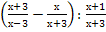 (x+3/x-3 − x/x+3) : x+1/x+3